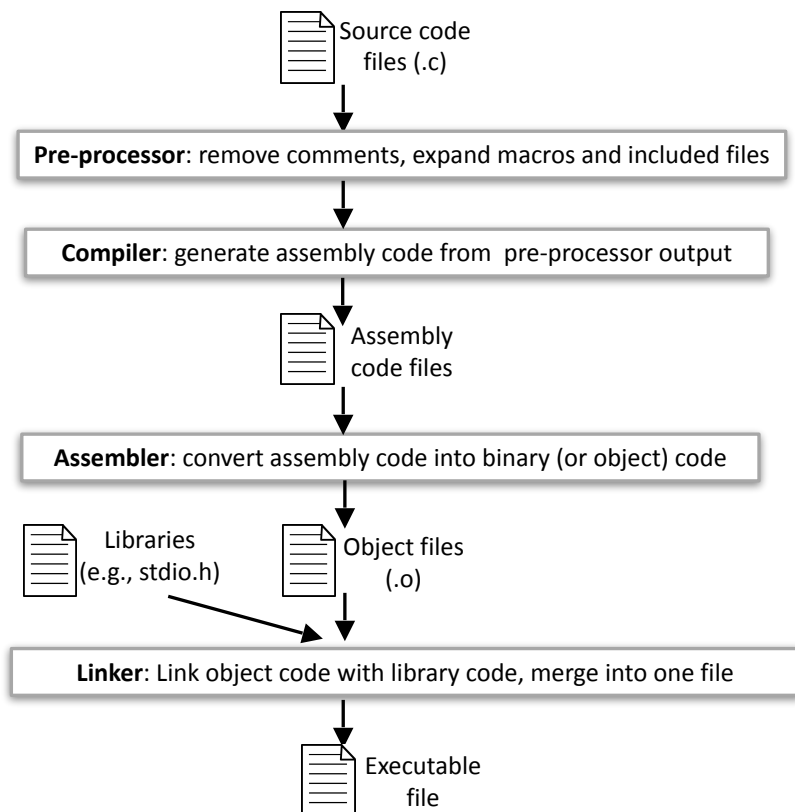 Source code
files (.c)
Pre-processor: remove comments, expand macros and included files
Compiler: generate assembly code from  pre-processor output
Assembly
code files
Assembler: convert assembly code into binary (or object) code
Libraries
(e.g., stdio.h)
Object files
(.o)
Linker: Link object code with library code, merge into one file
Executable
file